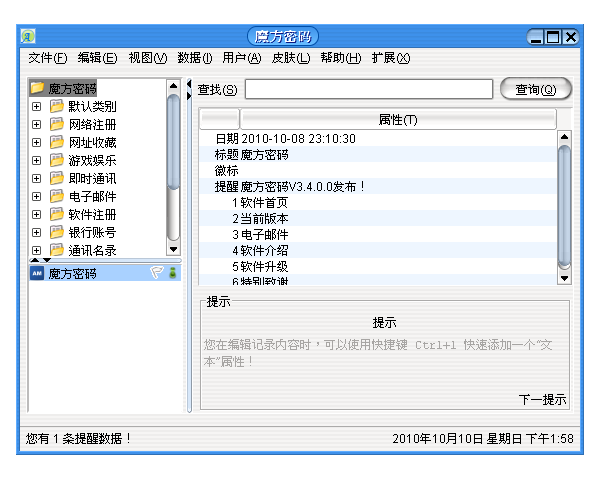 魔方密码
文件(F) 编辑(E) 视图(V) 数据(I) 用户(A) 皮肤(L) 帮助(H) 扩展(X)
魔方密码
默认类别
网络注册
网址收藏
游戏娱乐
即时通讯
电子邮件
软件注册
银行账号
通讯名录
AM 魔方密码
查找(S)
查询(Q)
属性(T)
日期 2010-10-08 23:10:30
标题 魔方密码
徽标
提醒 魔方密码V3.4.0.0发布！
1 软件首页
2 当前版本
3 电子邮件
4 软件介绍
5 软件升级
6 特别致谢
提示
提示
您在编辑记录内容时，可以使用快捷键 Ctrl+1 快速添加一个“文
本”属性！
下一提示
您有 1 条提醒数据！
2010年10月10日 星期日 下午1:58